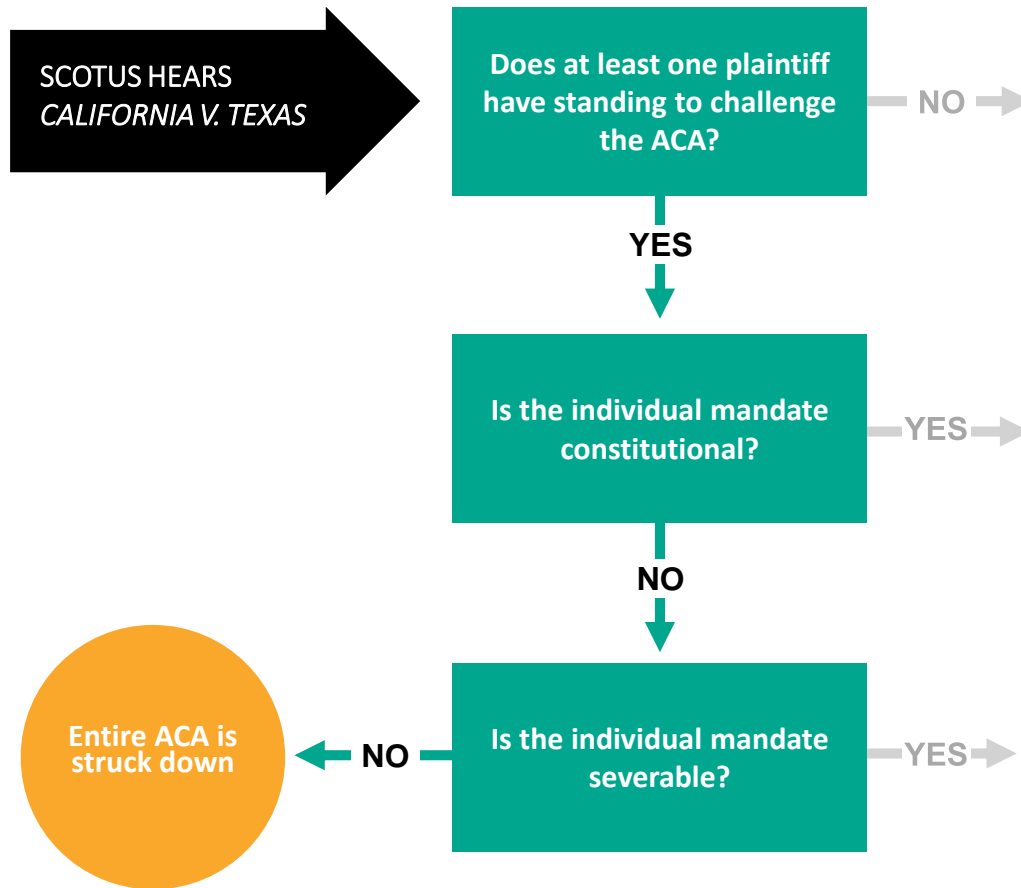 SCOTUS HEARS
CALIFORNIA V. TEXAS
Does at least one plaintiff
have standing to challenge
the ACA?
NO
YES
Is the individual mandate
constitutional?
YES
NO
Is the individual mandate
severable?
YES
NO
Entire ACA is
struck down